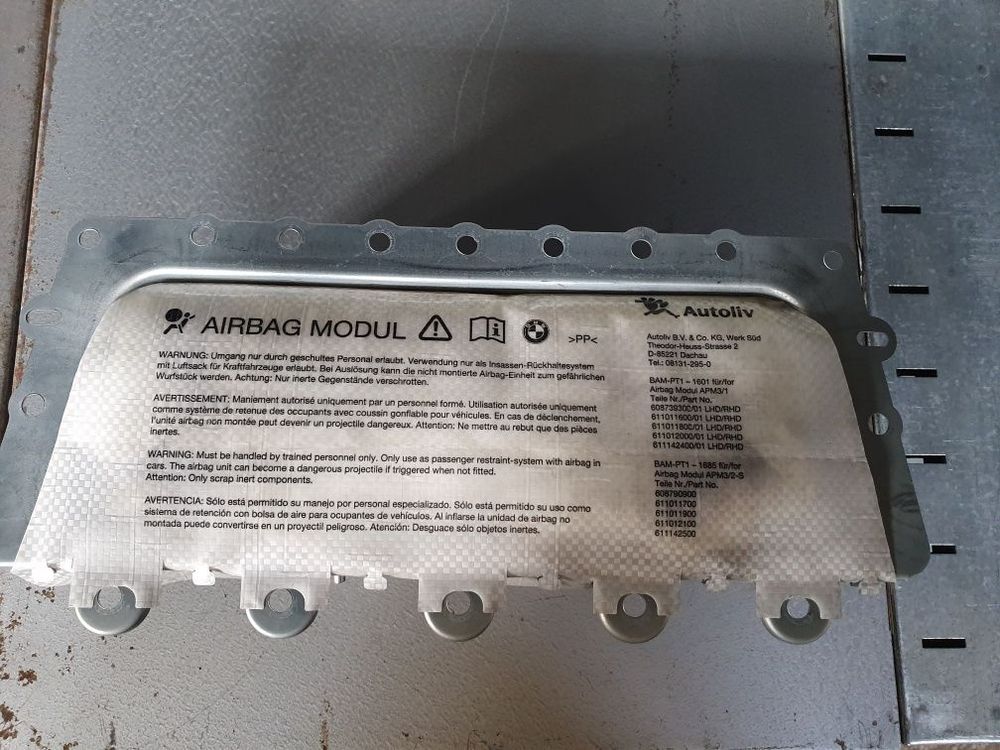 AIRBAG MODUL
>PP<
WARNUNG: Umgang nur durch geschultes Personal erlaubt. Verwendung nur als Insassen-Rückhaltesystem
mit Luftsack für Kraftfahrzeuge erlaubt. Bei Auslösung kann die nicht montierte Airbag-Einheit zum gefährlichen
Wurfstück werden. Achtung: Nur inerte Gegenstände verschrotten.
AVERTISSEMENT: Maniement autorisé uniquement par un personnel formé. Utilisation autorisée uniquement
comme système de retenue des occupants avec coussin gonflable pour véhicules. En cas de déclenchement,
l'unité airbag non montée peut devenir un projectile dangereux. Attention: Ne mettre au rebut que des pièces
inertes.
WARNING: Must be handled by trained personnel only. Only use as passenger restraint-system with airbag in
cars. The airbag unit can become a dangerous projectile if triggered when not fitted.
Attention: Only scrap inert components.
AVERTENCIA: Sólo está permitido su manejo por personal especializado. Sólo está permitido su uso como
sistema de retención con bolsa de aire para ocupantes de vehículos. Al inflarse la unidad de airbag no
montada puede convertirse en un proyectil peligroso. Atención: Desguace sólo objetos inertes.
Autoliv
Autoliv B.V. & Co. KG, Werk Süd
Theodor-Heuss-Strasse 2
D-85221 Dachau
Tel.: 08131-295-0
BAM-PT1 – 1601 für/for
Airbag Modul APM3/1
Teile Nr./Part No.
608739300/01 LHD/RHD
611011600/01 LHD/RHD
611011800/01 LHD/RHD
611012000/01 LHD/RHD
611142400/01 LHD/RHD
BAM-PT1 – 1685 für/for
Airbag Modul APM3/2-S
Teile Nr./Part No.
608790900
611011700
611011900
611012100
611142500